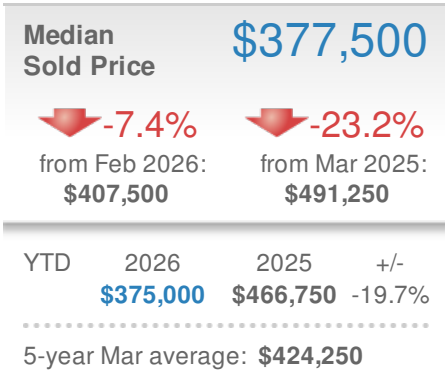 Median $377,500
Sold Price
-7.4% -23.2%
from Feb 2026: from Mar 2025:
$407,500 $491,250
YTD 2026 2025 +/-
$375,000 $466,750 -19.7%
5-year Mar average: $424,250